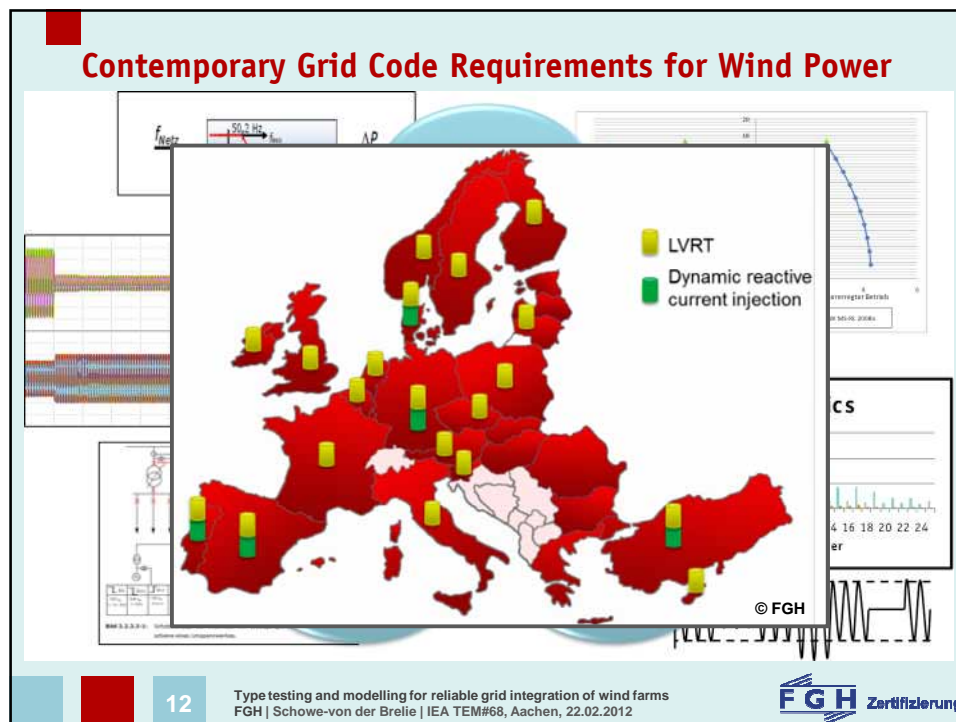 Contemporary Grid Code Requirements for Wind Power
50,2 Hz
f_Netz
ΔP
LVRT
Dynamic reactive
current injection
cs
14 16 18 20 22 24
er
© FGH
12
Type testing and modelling for reliable grid integration of wind farms
FGH | Schowe-von der Brelie | IEA TEM#68, Aachen, 22.02.2012
FGH Zertifizierung